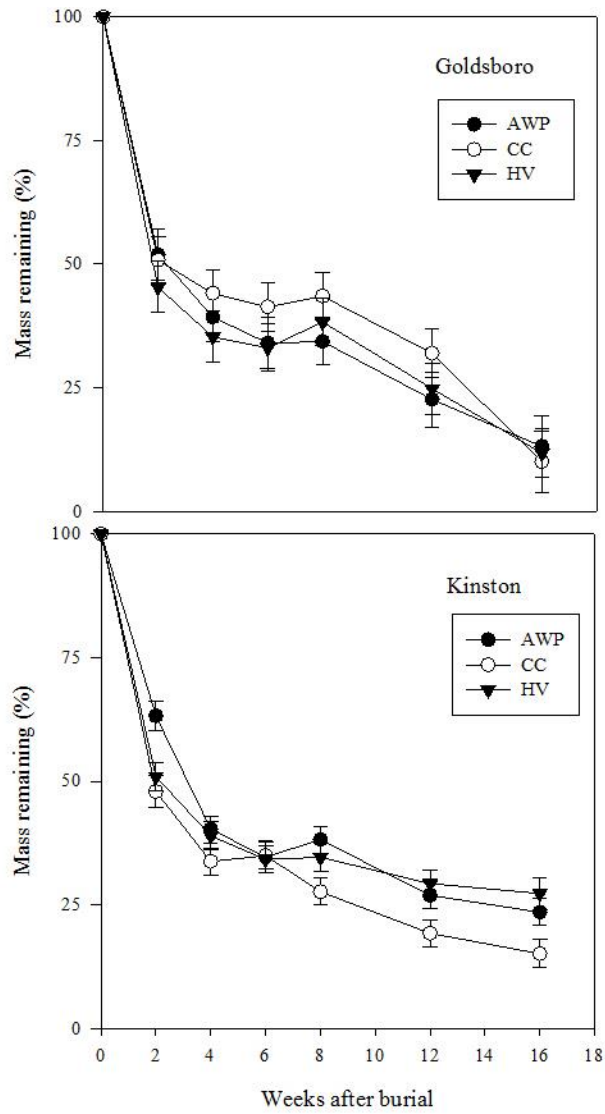 100
75
50
25
0
Mass remaining (%)
Goldsboro
AWP
CC
HV
100
75
50
25
0
Mass remaining (%)
Kinston
AWP
CC
HV
0 2 4 6 8 10 12 14 16 18
Weeks after burial